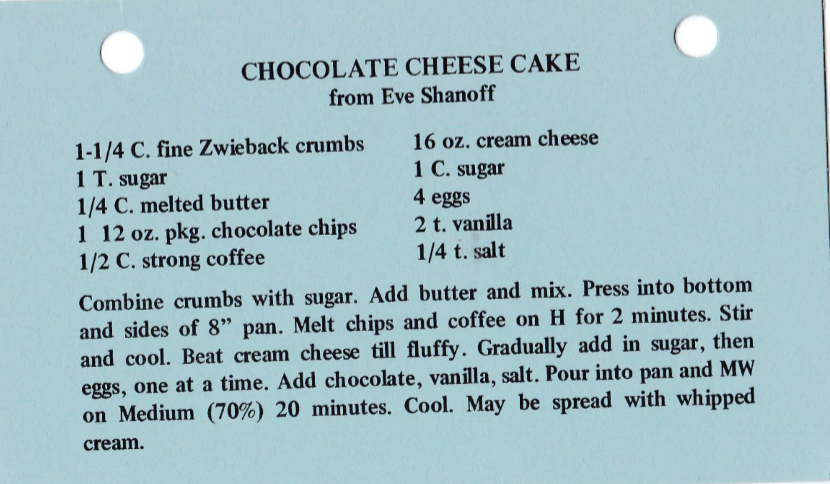 CHOCOLATE CHEESE CAKE
from Eve Shanoff
1-1/4 C. fine Zwieback crumbs
1 T. sugar
1/4 C. melted butter
1 12 oz. pkg. chocolate chips
1/2 C. strong coffee
16 oz. cream cheese
1 C. sugar
4 eggs
2 t. vanilla
1/4 t. salt
Combine crumbs with sugar. Add butter and mix. Press into bottom
and sides of 8” pan. Melt chips and coffee on H for 2 minutes. Stir
and cool. Beat cream cheese till fluffy. Gradually add in sugar, then
eggs, one at a time. Add chocolate, vanilla, salt. Pour into pan and MW
on Medium (70%) 20 minutes. Cool. May be spread with whipped
cream.